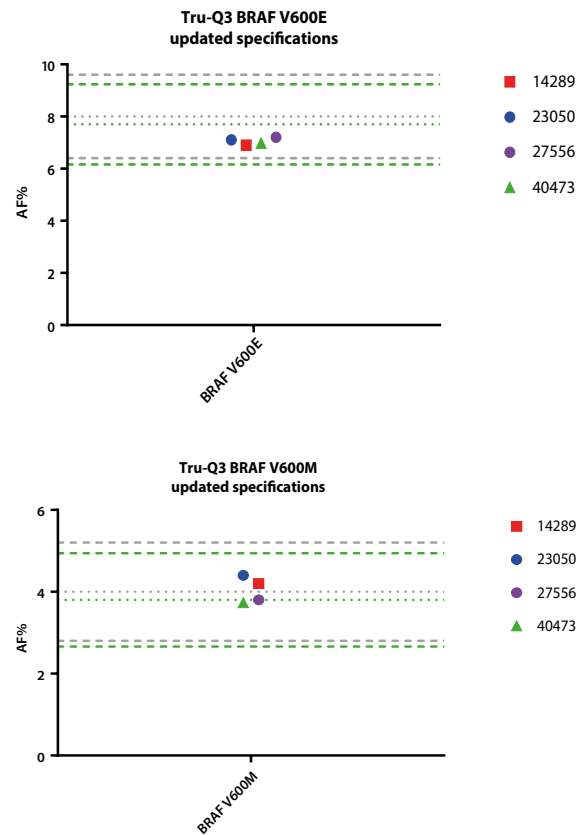 Tru-Q3 BRAF V600E
updated specifications
10
8
6
4
2
0
AF%
BRAF V600E
14289
23050
27556
40473
Tru-Q3 BRAF V600M
updated specifications
6
4
2
0
AF%
BRAF V600M
14289
23050
27556
40473